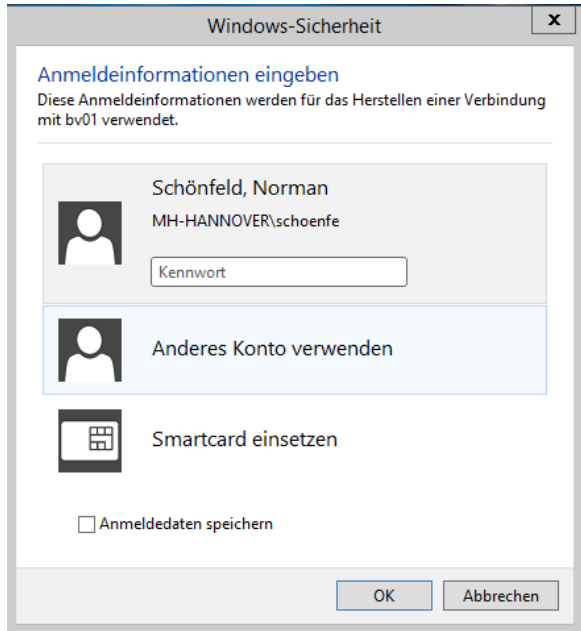 Windows-Sicherheit
x
Anmeldeinformationen eingeben
Diese Anmeldeinformationen werden für das Herstellen einer Verbindung
mit bv01 verwendet.
Schönfeld, Norman
MH-HANNOVER\schoenfe
Kennwort
Anderes Konto verwenden
Smartcard einsetzen
Anmeldedaten speichern
OK
Abbrechen